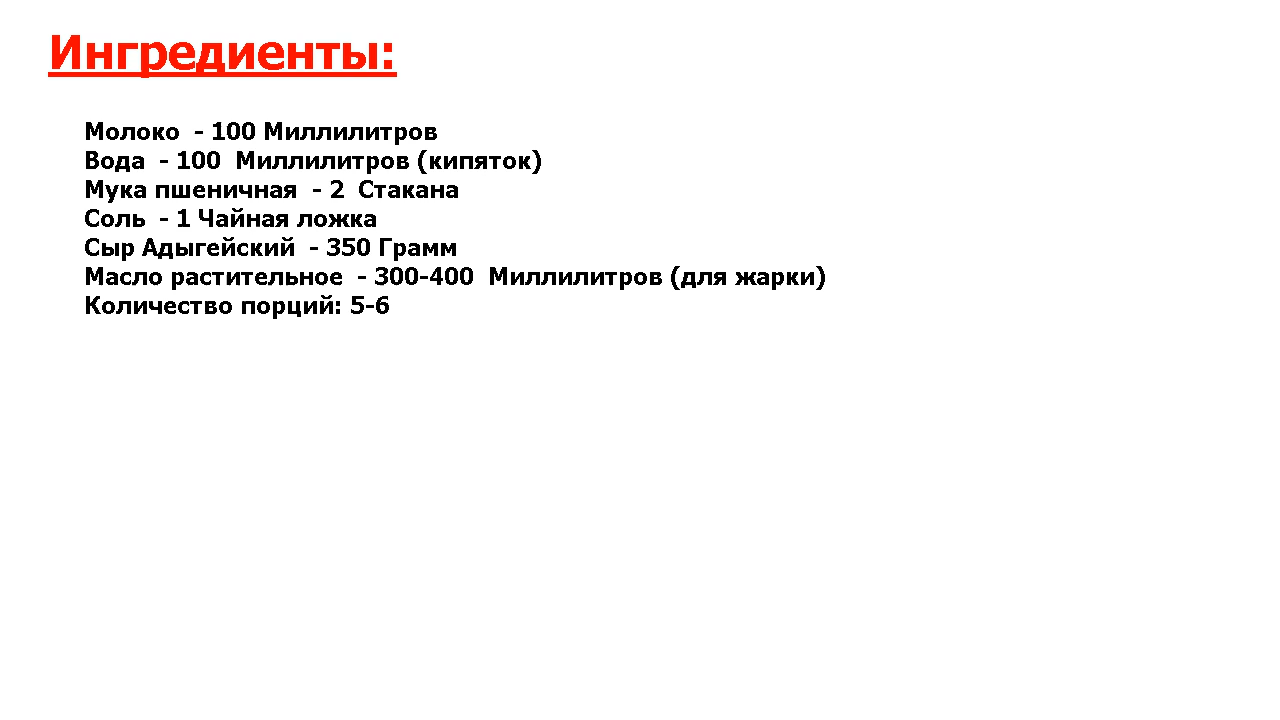 Ингредиенты:
Молоко - 100 Миллилитров
Вода - 100 Миллилитров (кипяток)
Мука пшеничная - 2 Стакана
Соль - 1 Чайная ложка
Сыр Адыгейский - 350 Грамм
Масло растительное - 300-400 Миллилитров (для жарки)
Количество порций: 5-6